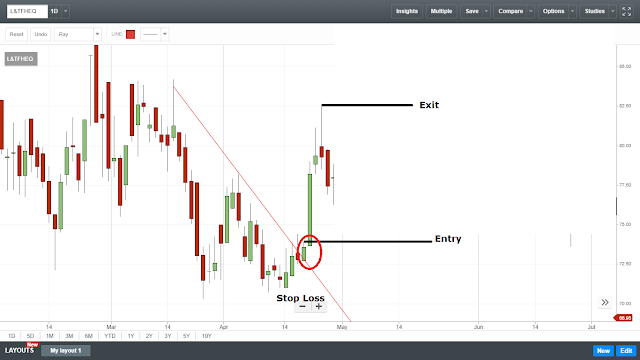 L&TFHEQ 1D Insights Multiple Save Compare Options Studies
Reset Undo Ray LINE:
L&TFHEQ
85.00
82.50
Exit
80.00
77.50
75.00
Entry
72.50
Stop Loss
− +
70.00
68.95
14 Mar 14 Apr 14 May 14 Jun 14 Jul
1D 5D 1M 3M 6M YTD 1Y 2Y 3Y 5Y 10Y
New
LAYOUTS My layout 1 New Edit